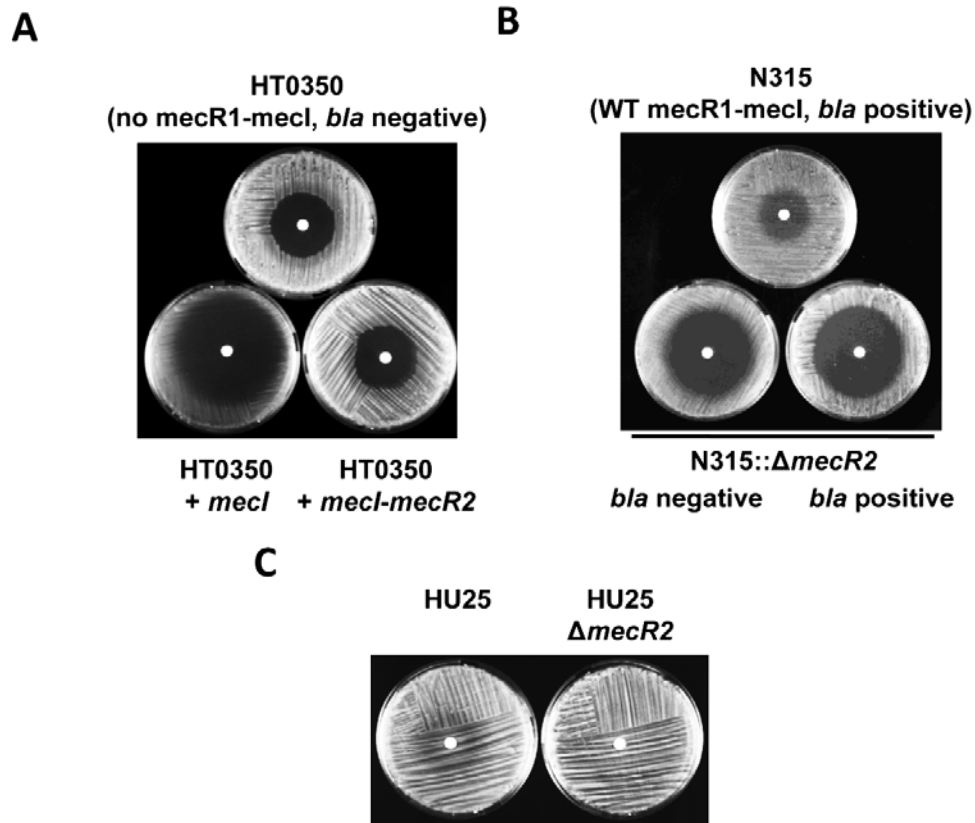 A
HT0350
(no mecR1-mecI, bla negative)
HT0350
+ mecI
HT0350
+ mecI-mecR2
B
N315
(WT mecR1-mecI, bla positive)
N315::ΔmecR2
bla negative
bla positive
C
HU25
HU25
ΔmecR2